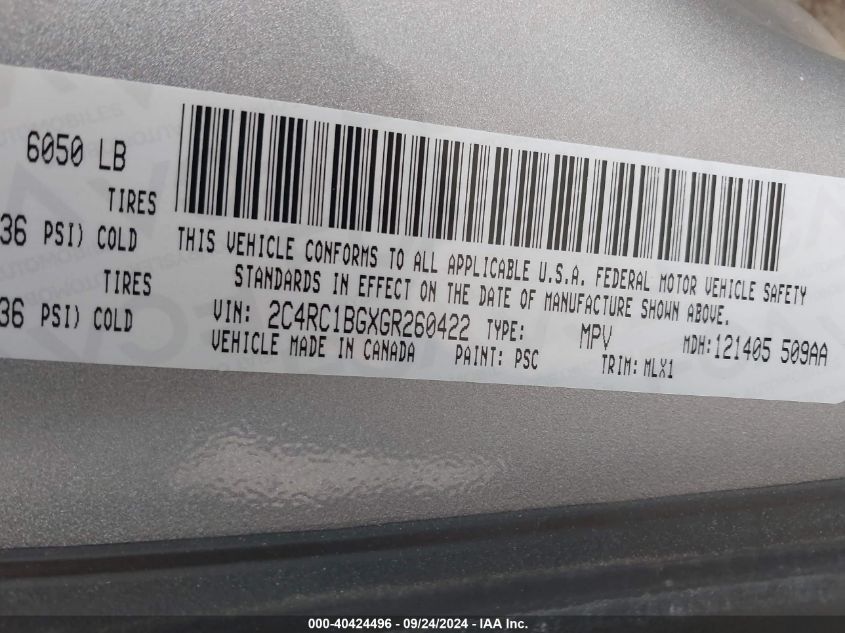 6050 LB
TIRES
36 PSI) COLD
TIRES
36 PSI) COLD
THIS VEHICLE CONFORMS TO ALL APPLICABLE U.S.A. FEDERAL MOTOR VEHICLE SAFETY
STANDARDS IN EFFECT ON THE DATE OF MANUFACTURE SHOWN ABOVE.
VIN: 2C4RC1BGXGR260422 TYPE: MPV MDH: 121405 509AA
VEHICLE MADE IN CANADA PAINT: PSC TRIM: MLX1
000-40424496 - 09/24/2024 - IAA Inc.